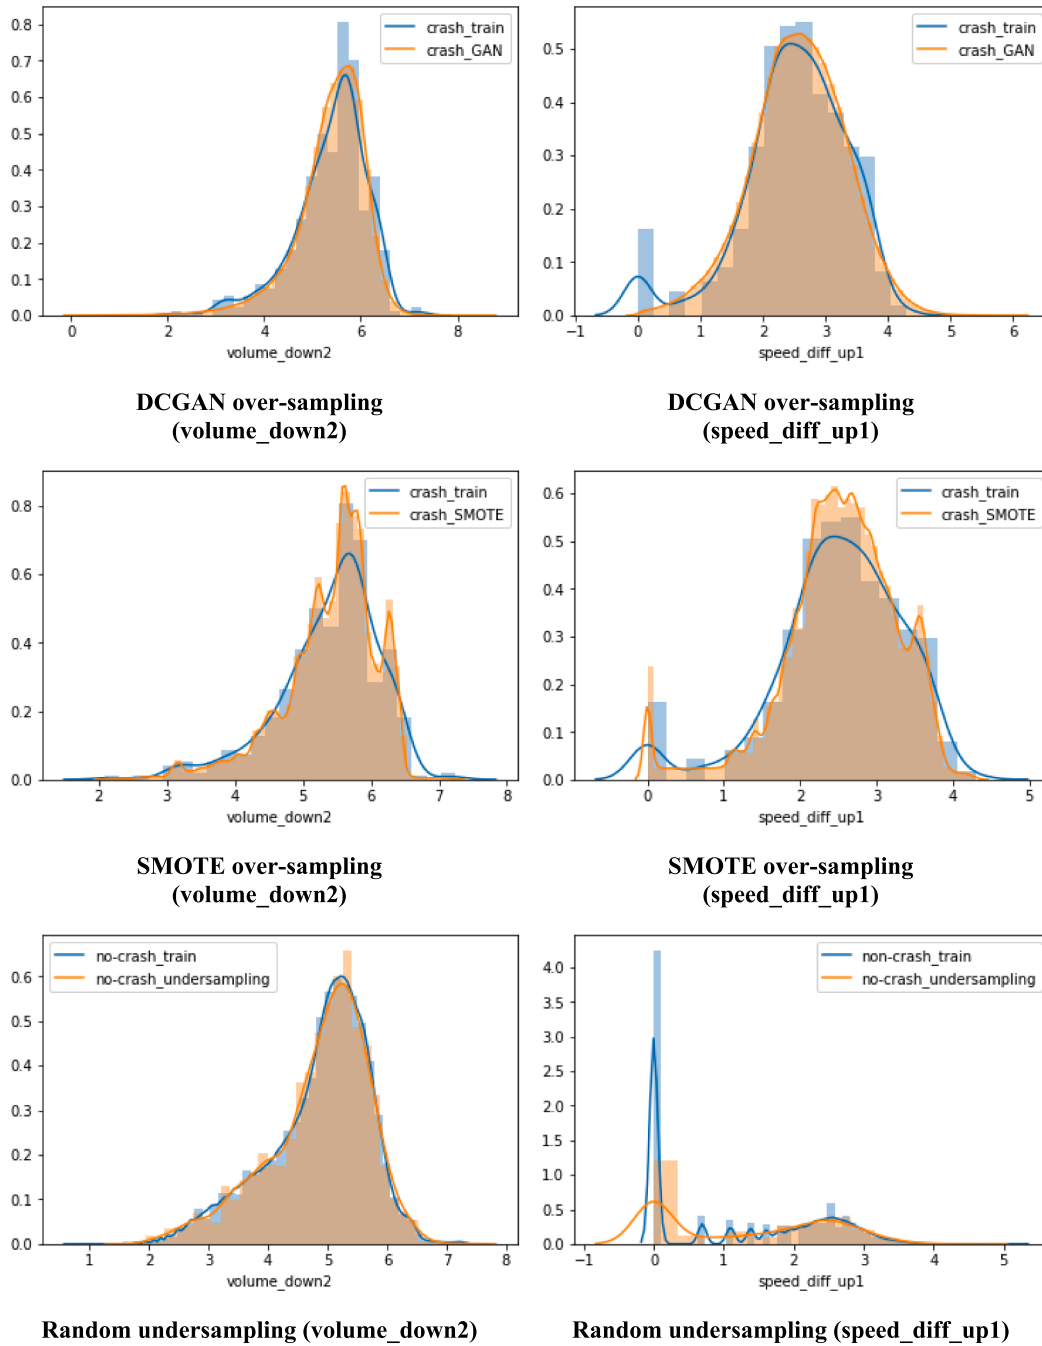 0.8
0.7
0.6
0.5
0.4
0.3
0.2
0.1
0.0
0 2 4 6 8
volume_down2
crash_train
crash_GAN
0.5
0.4
0.3
0.2
0.1
0.0
−1 0 1 2 3 4 5 6
speed_diff_up1
crash_train
crash_GAN
DCGAN over-sampling
(volume_down2)
DCGAN over-sampling
(speed_diff_up1)
0.8
0.6
0.4
0.2
0.0
2 3 4 5 6 7 8
volume_down2
crash_train
crash_SMOTE
0.6
0.5
0.4
0.3
0.2
0.1
0.0
0 1 2 3 4 5
speed_diff_up1
crash_train
crash_SMOTE
SMOTE over-sampling
(volume_down2)
SMOTE over-sampling
(speed_diff_up1)
0.6
0.5
0.4
0.3
0.2
0.1
0.0
1 2 3 4 5 6 7 8
volume_down2
no-crash_train
no-crash_undersampling
4.0
3.5
3.0
2.5
2.0
1.5
1.0
0.5
0.0
−1 0 1 2 3 4 5
speed_diff_up1
non-crash_train
no-crash_undersampling
Random undersampling (volume_down2)
Random undersampling (speed_diff_up1)